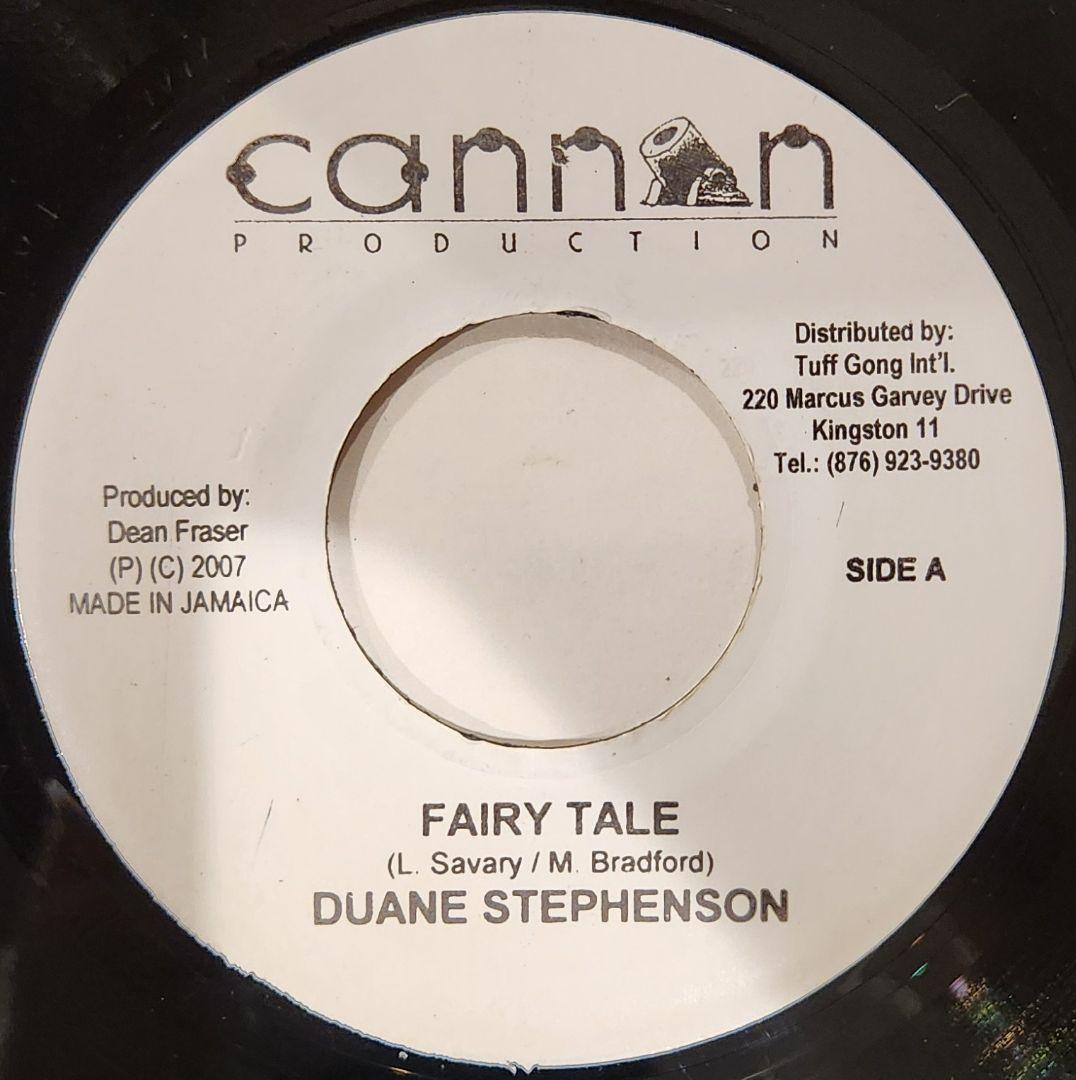 cannon
PRODUCTION
Distributed by:
Tuff Gong Int'l.
220 Marcus Garvey Drive
Kingston 11
Tel.: (876) 923-9380
Produced by:
Dean Fraser
(P) (C) 2007
MADE IN JAMAICA
SIDE A
FAIRY TALE
(L. Savary / M. Bradford)
DUANE STEPHENSON